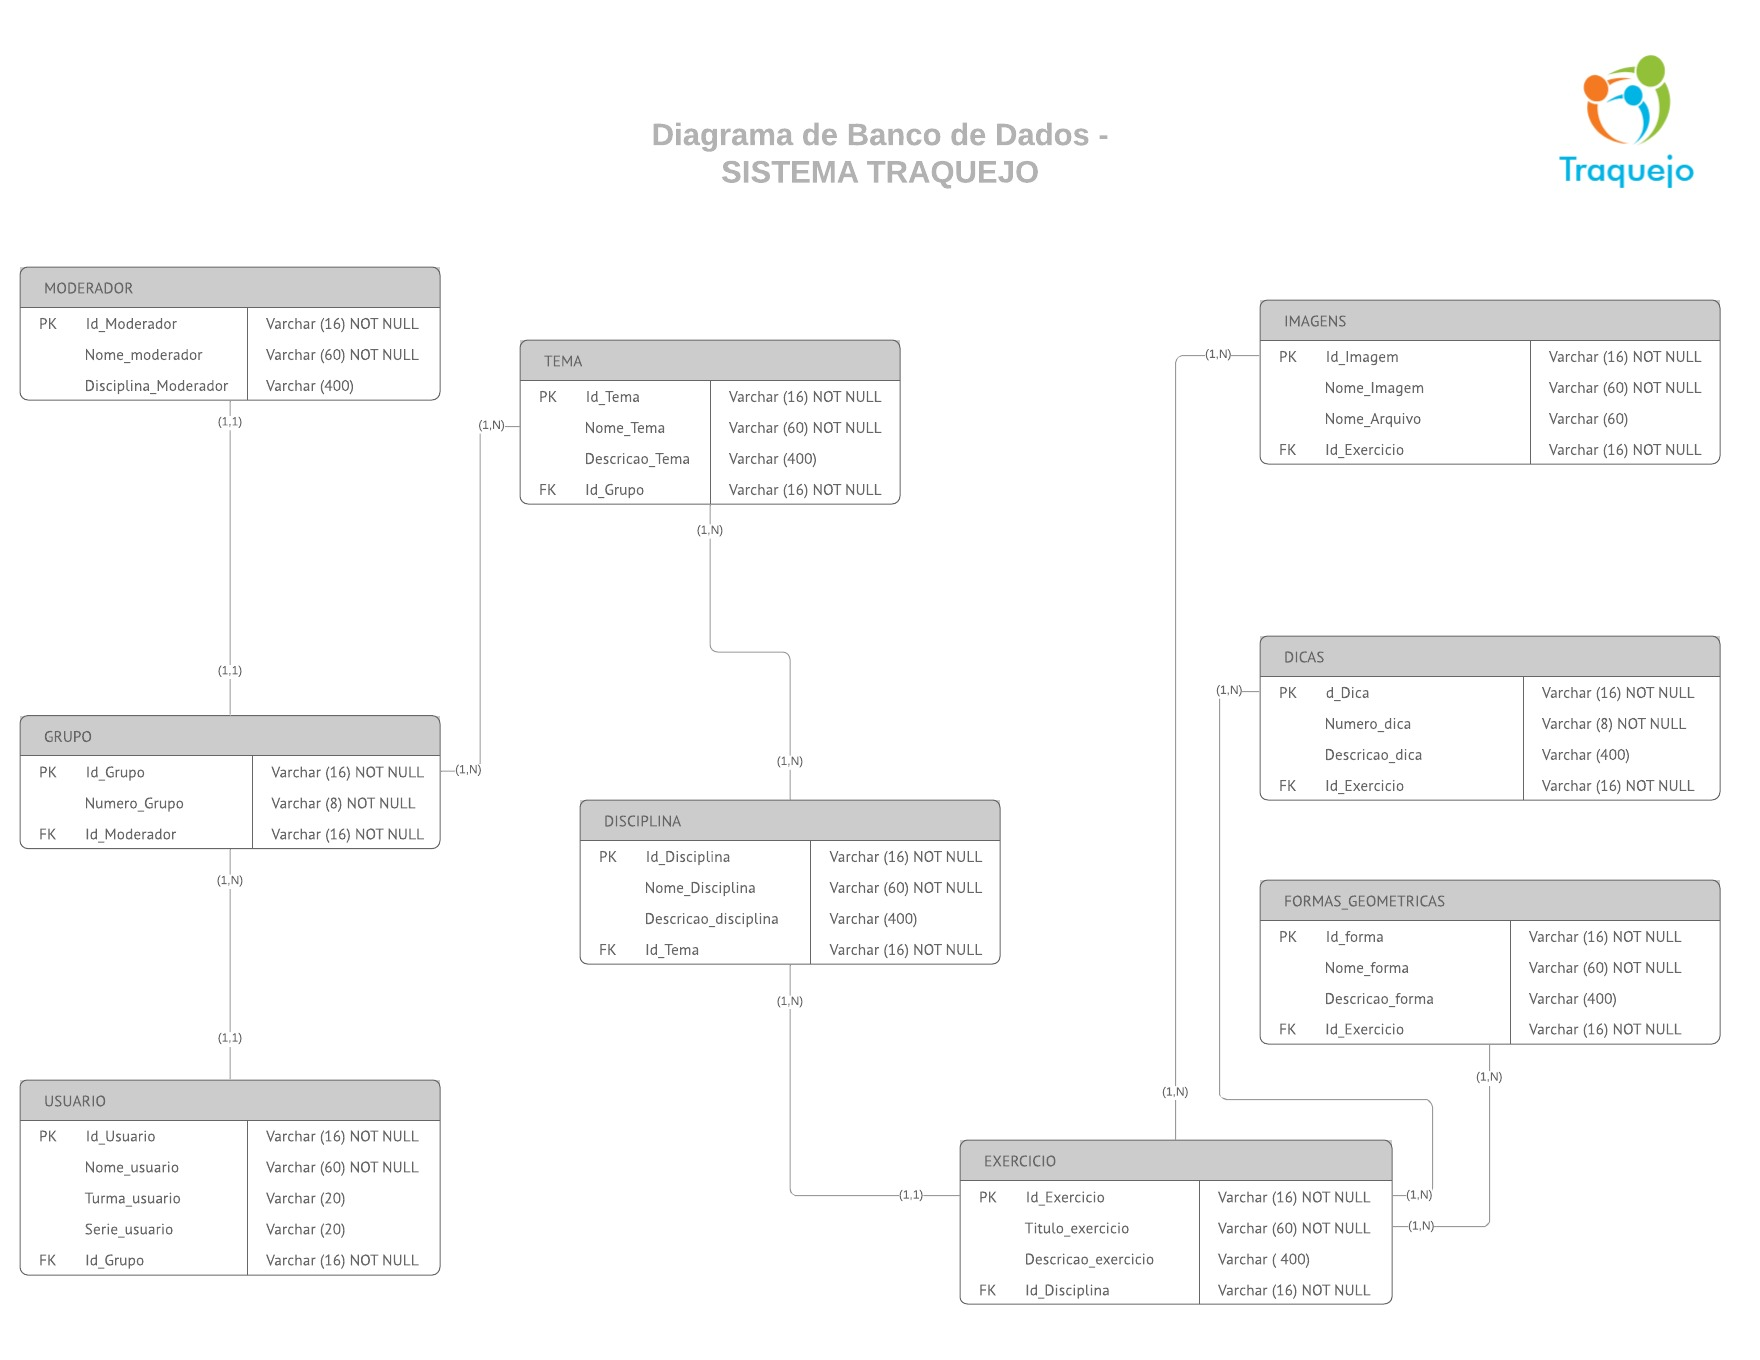 Diagrama de Banco de Dados -
SISTEMA TRAQUEJO
Traquejo
MODERADOR
PK Id_Moderador Varchar (16) NOT NULL
Nome_moderador Varchar (60) NOT NULL
Disciplina_Moderador Varchar (400)
(1,1)
(1,1)
GRUPO
PK Id_Grupo Varchar (16) NOT NULL
Numero_Grupo Varchar (8) NOT NULL
FK Id_Moderador Varchar (16) NOT NULL
(1,N)
(1,N)
(1,1)
USUARIO
PK Id_Usuario Varchar (16) NOT NULL
Nome_usuario Varchar (60) NOT NULL
Turma_usuario Varchar (20)
Serie_usuario Varchar (20)
FK Id_Grupo Varchar (16) NOT NULL
(1,N)
TEMA
PK Id_Tema Varchar (16) NOT NULL
Nome_Tema Varchar (60) NOT NULL
Descricao_Tema Varchar (400)
FK Id_Grupo Varchar (16) NOT NULL
(1,N)
(1,N)
DISCIPLINA
PK Id_Disciplina Varchar (16) NOT NULL
Nome_Disciplina Varchar (60) NOT NULL
Descricao_disciplina Varchar (400)
FK Id_Tema Varchar (16) NOT NULL
(1,N)
(1,1)
EXERCICIO
PK Id_Exercicio Varchar (16) NOT NULL
Titulo_exercicio Varchar (60) NOT NULL
Descricao_exercicio Varchar ( 400)
FK Id_Disciplina Varchar (16) NOT NULL
(1,N)
(1,N)
(1,N)
(1,N)
IMAGENS
PK Id_Imagem Varchar (16) NOT NULL
Nome_Imagem Varchar (60) NOT NULL
Nome_Arquivo Varchar (60)
FK Id_Exercicio Varchar (16) NOT NULL
(1,N)
DICAS
PK d_Dica Varchar (16) NOT NULL
Numero_dica Varchar (8) NOT NULL
Descricao_dica Varchar (400)
FK Id_Exercicio Varchar (16) NOT NULL
FORMAS_GEOMETRICAS
PK Id_forma Varchar (16) NOT NULL
Nome_forma Varchar (60) NOT NULL
Descricao_forma Varchar (400)
FK Id_Exercicio Varchar (16) NOT NULL
(1,N)